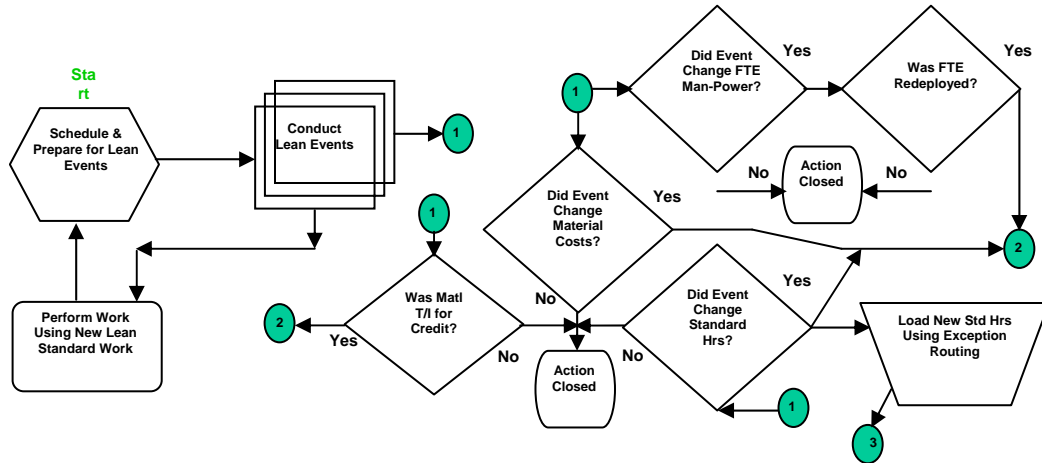 Sta
rt
Schedule &
Prepare for Lean
Events
Conduct
Lean Events
1
Perform Work
Using New Lean
Standard Work
1
Was Matl
T/I for
Credit?
Yes
2
No
1
Did Event
Change FTE
Man-Power?
Yes
Was FTE
Redeployed?
Yes
No
Action
Closed
No
Did Event
Change
Material
Costs?
Yes
No
2
Did Event
Change
Standard
Hrs?
Yes
No
Action
Closed
1
Load New Std Hrs
Using Exception
Routing
3